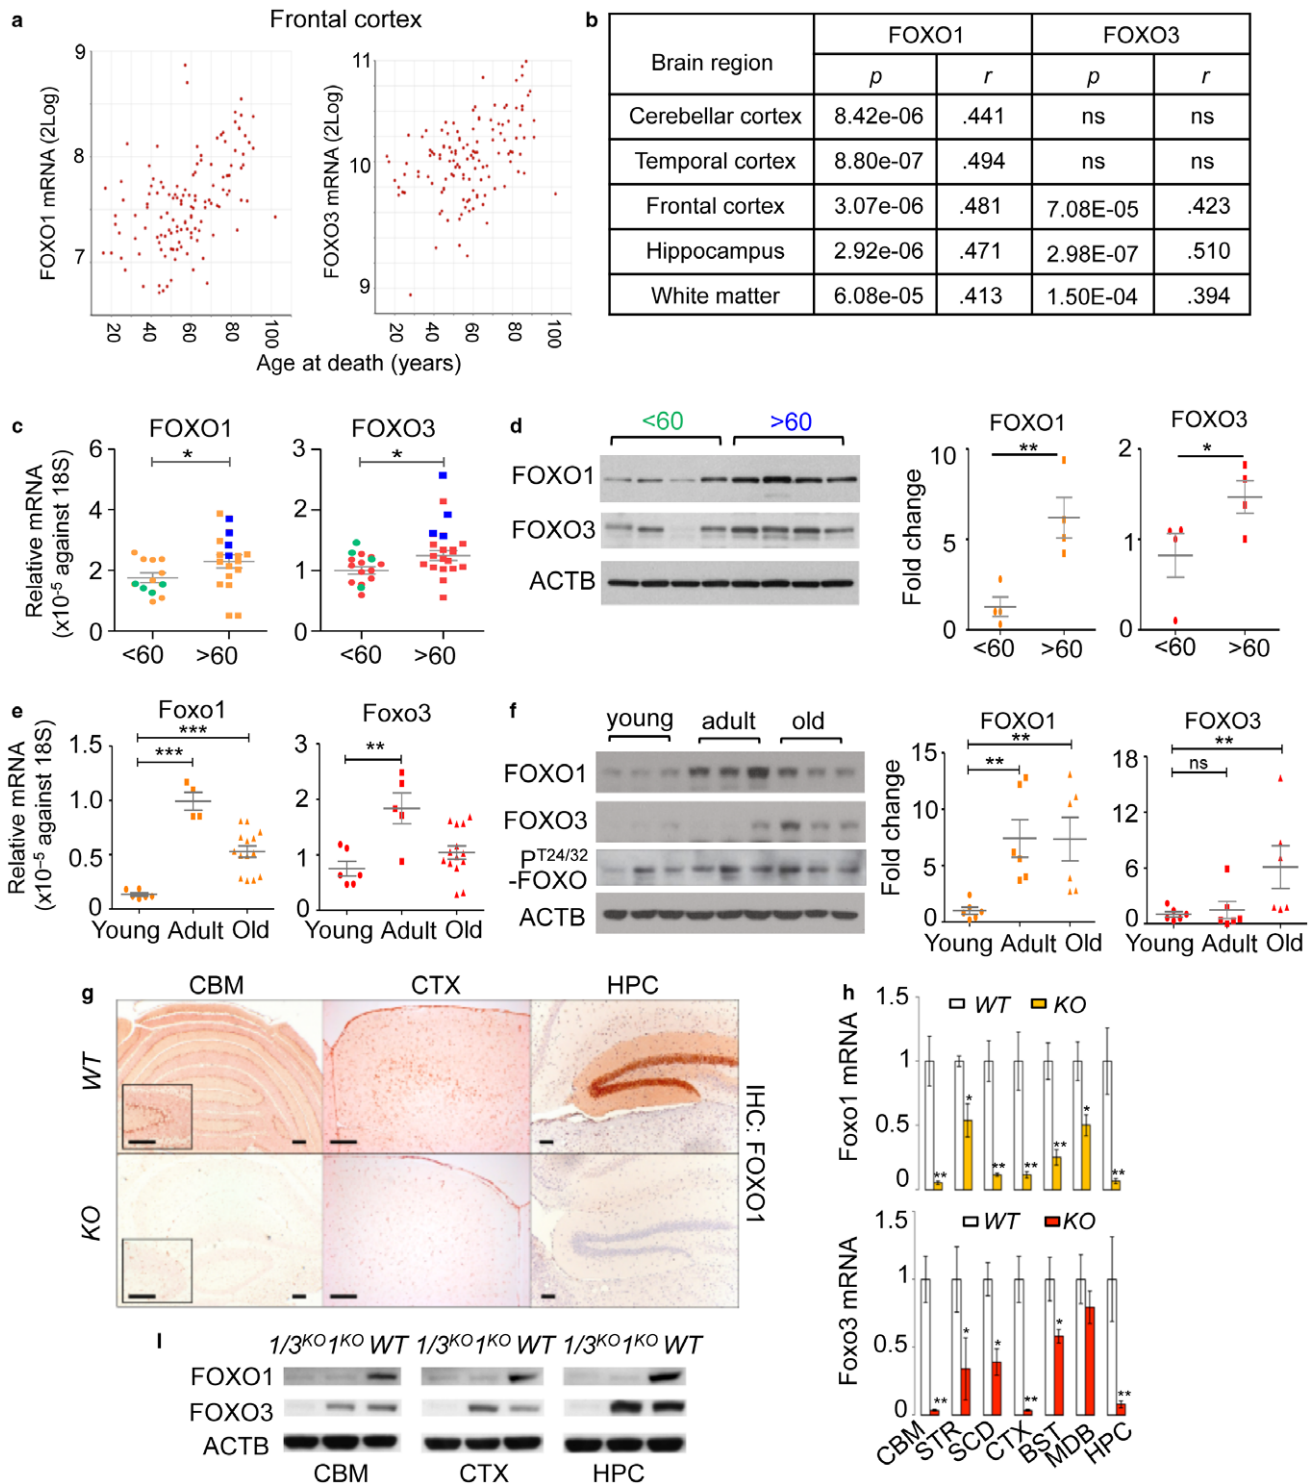 a
Frontal cortex
9
8
7
FOXO1 mRNA (2Log)
20 40 60 80 100
11
10
9
FOXO3 mRNA (2Log)
20 40 60 80 100
Age at death (years)
b
Brain region FOXO1 FOXO3
p r p r
Cerebellar cortex 8.42e-06 .441 ns ns
Temporal cortex 8.80e-07 .494 ns ns
Frontal cortex 3.07e-06 .481 7.08E-05 .423
Hippocampus 2.92e-06 .471 2.98E-07 .510
White matter 6.08e-05 .413 1.50E-04 .394
c
FOXO1
Relative mRNA
(x10⁻⁵ against 18S)
6
4
2
0
*
<60 >60
FOXO3
3
2
1
0
*
<60 >60
d
<60 >60
FOXO1
FOXO3
ACTB
FOXO1
Fold change
10
5
0
**
<60 >60
FOXO3
2
1
0
*
<60 >60
e
Foxo1
Relative mRNA
(x10⁻⁵ against 18S)
1.5
1.0
0.5
0
***
***
Young Adult Old
Foxo3
3
2
1
0
**
Young Adult Old
f
young adult old
FOXO1
FOXO3
P^T24/32
-FOXO
ACTB
FOXO1
Fold change
15
10
5
0
**
**
Young Adult Old
FOXO3
18
12
6
0
**
ns
Young Adult Old
g
CBM CTX HPC
WT
KO
IHC: FOXO1
h
WT KO
Foxo1 mRNA
1.5
1
0.5
0
** * ** ** ** * **
WT KO
Foxo3 mRNA
1.5
1
0.5
0
** * * ** * **
CBM STR SCD CTX BST MDB HPC
I
1/3^KO 1^KO WT 1/3^KO 1^KO WT 1/3^KO 1^KO WT
FOXO1
FOXO3
ACTB
CBM CTX HPC